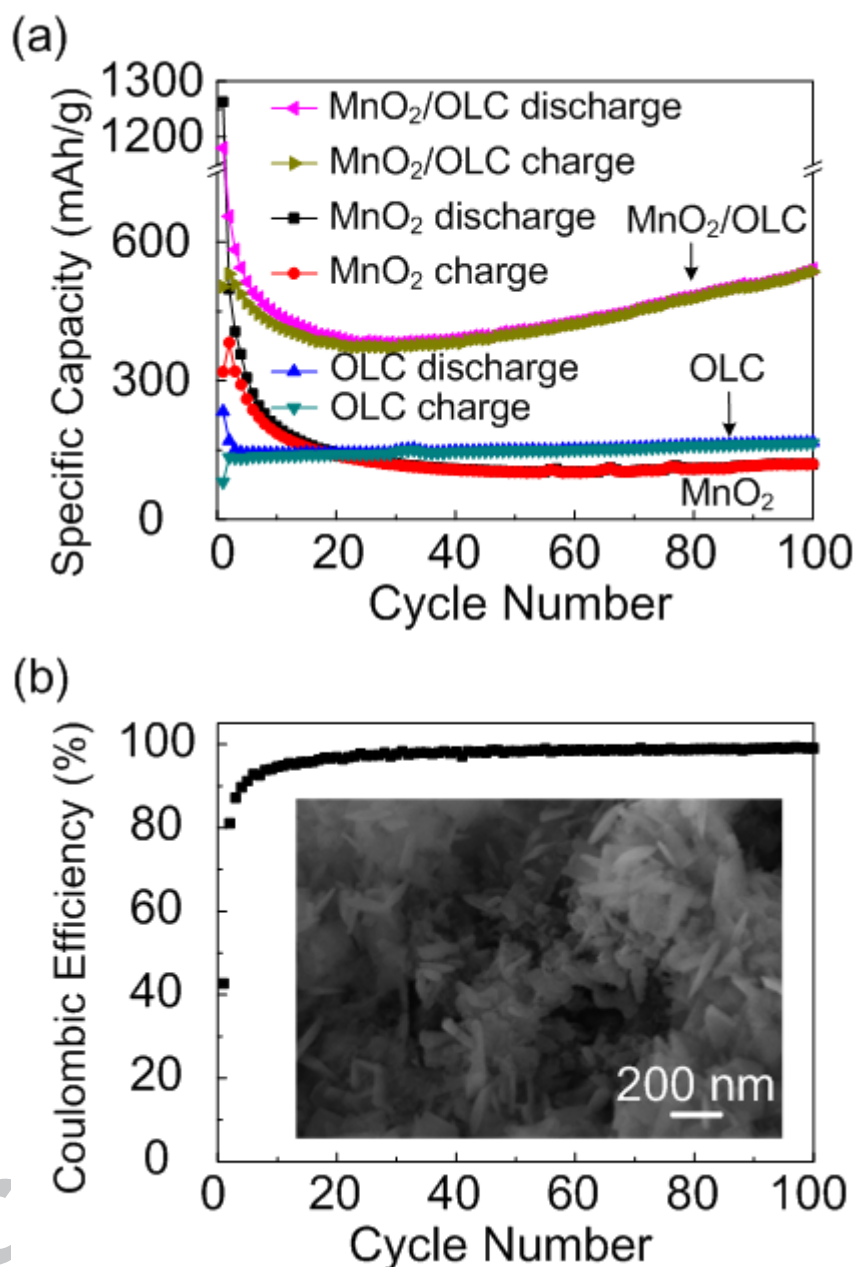 (a)
Specific Capacity (mAh/g)
1300
1200
600
300
0
MnO₂/OLC discharge
MnO₂/OLC charge
MnO₂ discharge
MnO₂ charge
MnO₂/OLC
OLC discharge
OLC charge
OLC
MnO₂
0 20 40 60 80 100
Cycle Number
(b)
Coulombic Efficiency (%)
100
80
60
40
20
0
200 nm
0 20 40 60 80 100
Cycle Number